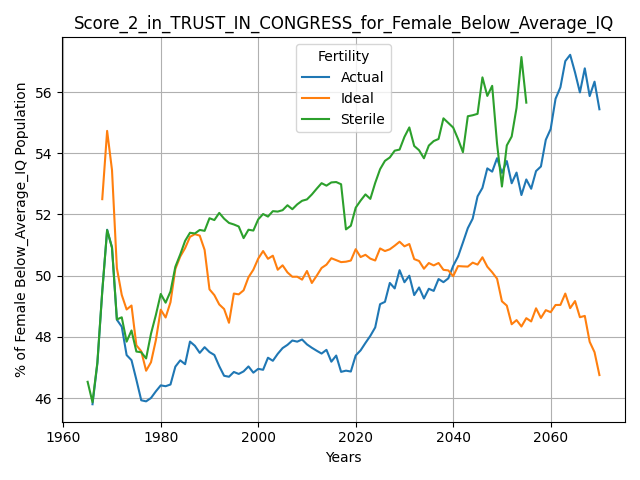 Score_2_in_TRUST_IN_CONGRESS_for_Female_Below_Average_IQ
Fertility
Actual
Ideal
Sterile
% of Female Below_Average_IQ Population
56
54
52
50
48
46
1960
1980
2000
2020
2040
2060
Years